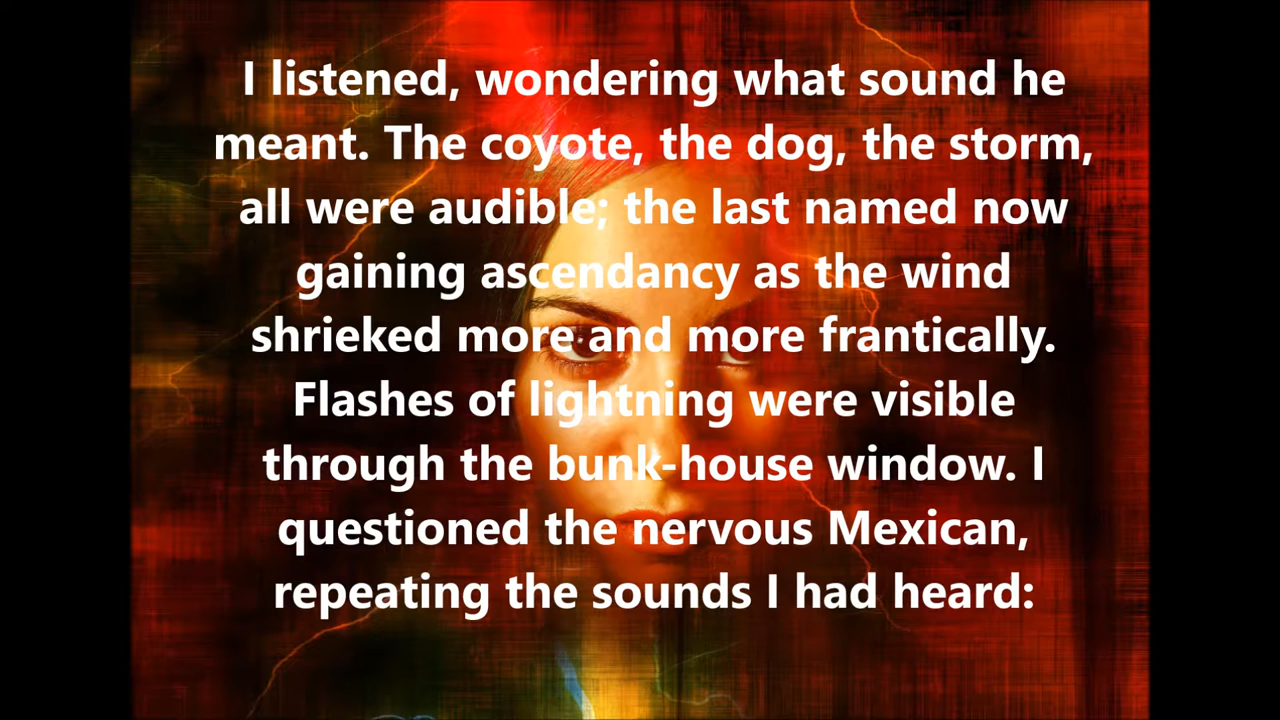 I listened, wondering what sound he
meant. The coyote, the dog, the storm,
all were audible; the last named now
gaining ascendancy as the wind
shrieked more and more frantically.
Flashes of lightning were visible
through the bunk-house window. I
questioned the nervous Mexican,
repeating the sounds I had heard: